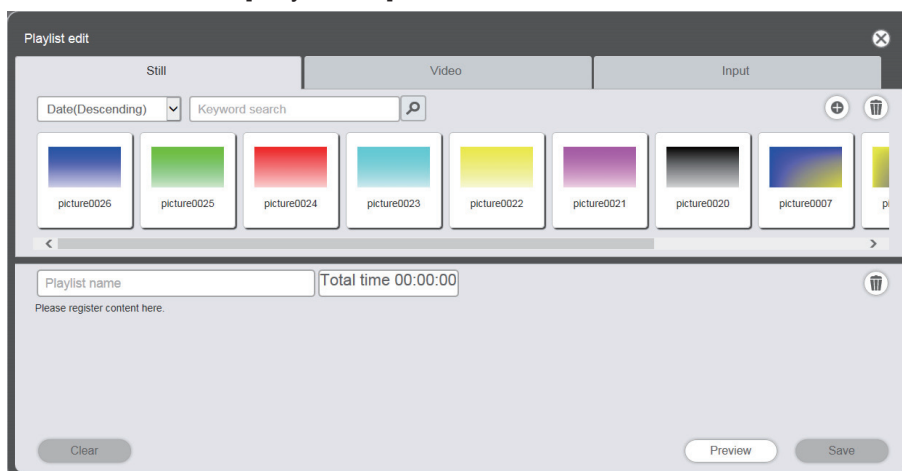 Playlist edit
Still Video Input
Date(Descending) Keyword search
picture0026 picture0025 picture0024 picture0023 picture0022 picture0021 picture0020 picture0007
Playlist name Total time 00:00:00
Please register content here.
Clear Preview Save